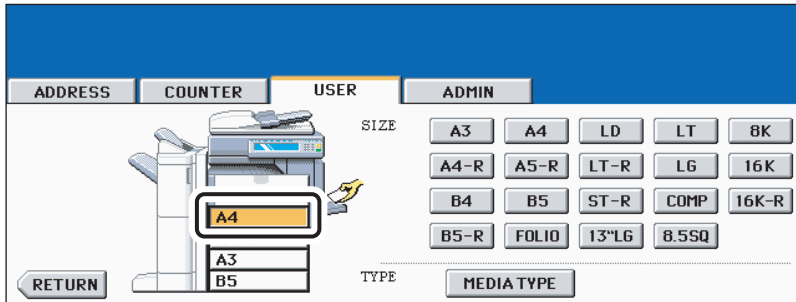 ADDRESS COUNTER USER ADMIN
SIZE A3 A4 LD LT 8K
A4-R A5-R LT-R LG 16K
B4 B5 ST-R COMP 16K-R
A4
B5-R FOLIO 13"LG 8.5SQ
A3
B5
TYPE MEDIA TYPE
RETURN